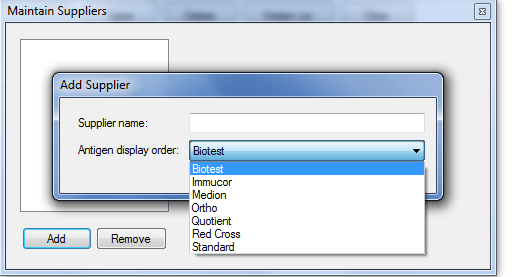 Maintain Suppliers
Add Supplier
Supplier name:
Antigen display order: Biotest
Biotest
Immucor
Medion
Ortho
Quotient
Red Cross
Standard
Add Remove